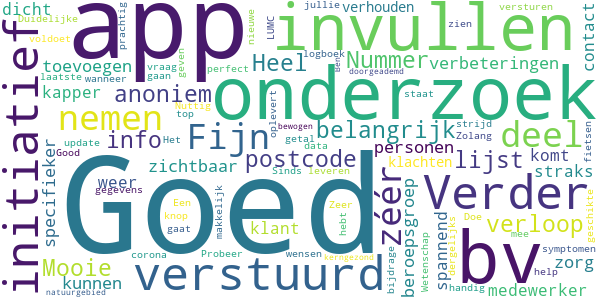 dicht
Duidelijke
voldoet
prachtig
app
nieuwe
LUMC
jullie
verhouden
zien
versturen
contact
invullen
toevoegen
laatste
wanneer
vraag
gaan
geven
perfect
Heel
logboek
Ben
Nummer
verbeteringen
doorgeademd
kapper
anoniem
Nuttig
top
oplevert
onderzoek
staat
initiatief
nemen
info
Fijn
Het
bewogen
getal
data
belangrijk
Zolang
strijd
deel
fietsen
update
Good
gegevens
specifieker
weer
zichtbaar
postcode
Sinds
leveren
personen
klachten
lijst
komt
straks
Goed
zéér
Verder
Een
knop
gaat
makkelijk
klant
Zeer
hebt
beroepsgroep
Wetenschap
spannend
Doe
dergelijks
verloop
mee
geschikte
Mooie
kunnen
corona
Probeer
wensen
kerngezond
bijdrage
bv
symptomen
zorg
help
natuurgebied
verstuurd
handig
medewerker